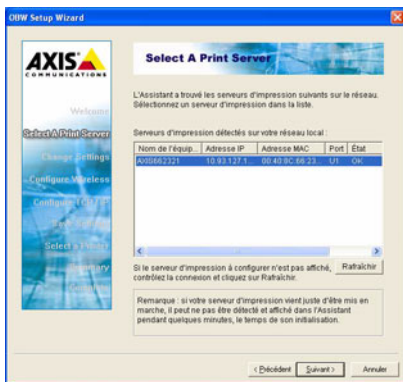 OBW Setup Wizard
AXIS
COMMUNICATIONS
Select A Print Server
L'Assistant a trouvé les serveurs d'impression suivants sur le réseau.
Sélectionnez un serveur d'impression dans la liste.
Welcome
Select A Print Server
Change Settings
Configure Wireless
Configure TCP/IP
Select a Printer
Summary
Serveurs d'impression détectés sur votre réseau local :
Nom de l'équip... Adresse IP Adresse MAC Port État
AXIS662321 10.93.127.1... 00:40:8C:66:23... U1 OK
Si le serveur d'impression à configurer n'est pas affiché,
contrôlez la connexion et cliquez sur Rafraîchir.
Rafraîchir
Remarque : si votre serveur d'impression vient juste d'être mis en
marche, il peut ne pas être détecté et affiché dans l'Assistant
pendant quelques minutes, le temps de son initialisation.
< Précédent Suivant > Annuler